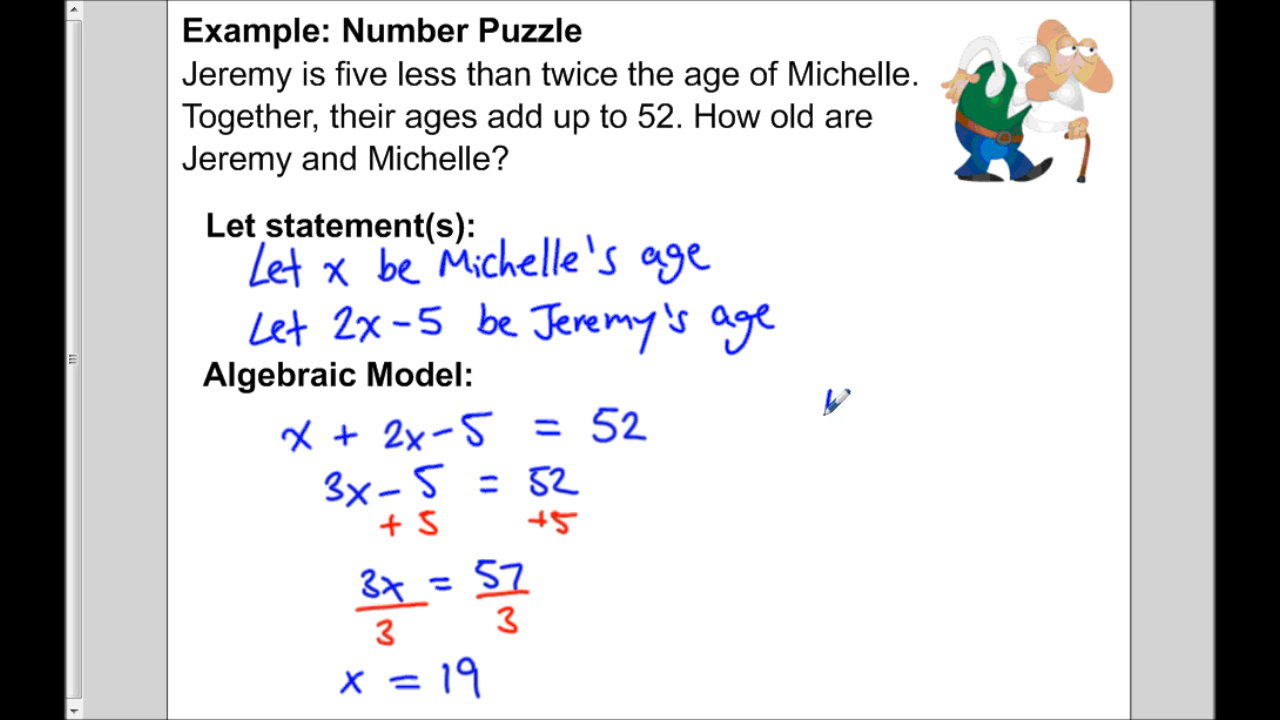 Example: Number Puzzle
Jeremy is five less than twice the age of Michelle.
Together, their ages add up to 52. How old are
Jeremy and Michelle?
Let statement(s):
Let x be Michelle's age
Let 2x - 5 be Jeremy's age
Algebraic Model:
x + 2x - 5 = 52
3x - 5 = 52
+ 5 +5
3x = 57
3 3
x = 19